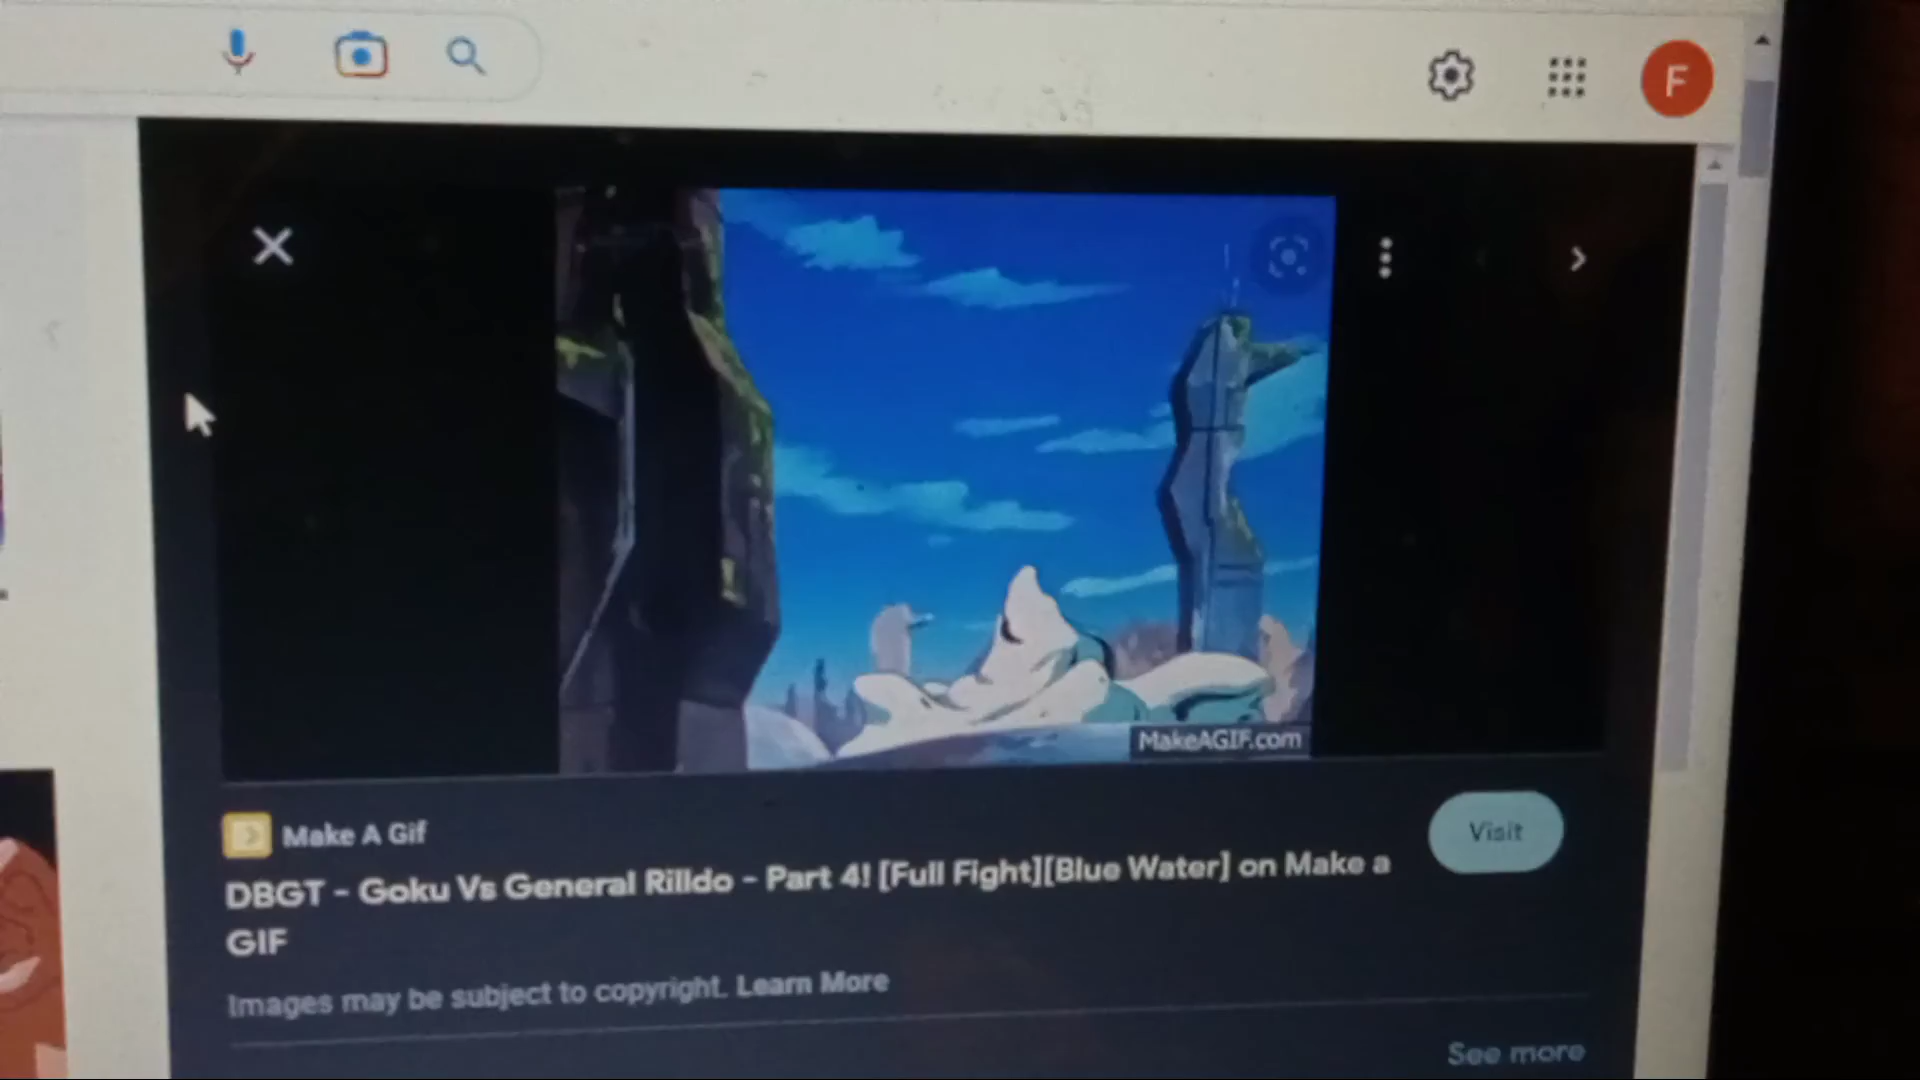 F
MakeAGIF.com
Make A Gif
Visit
DBGT - Goku Vs General Rilldo - Part 4! [Full Fight][Blue Water] on Make a
GIF
Images may be subject to copyright. Learn More
See more